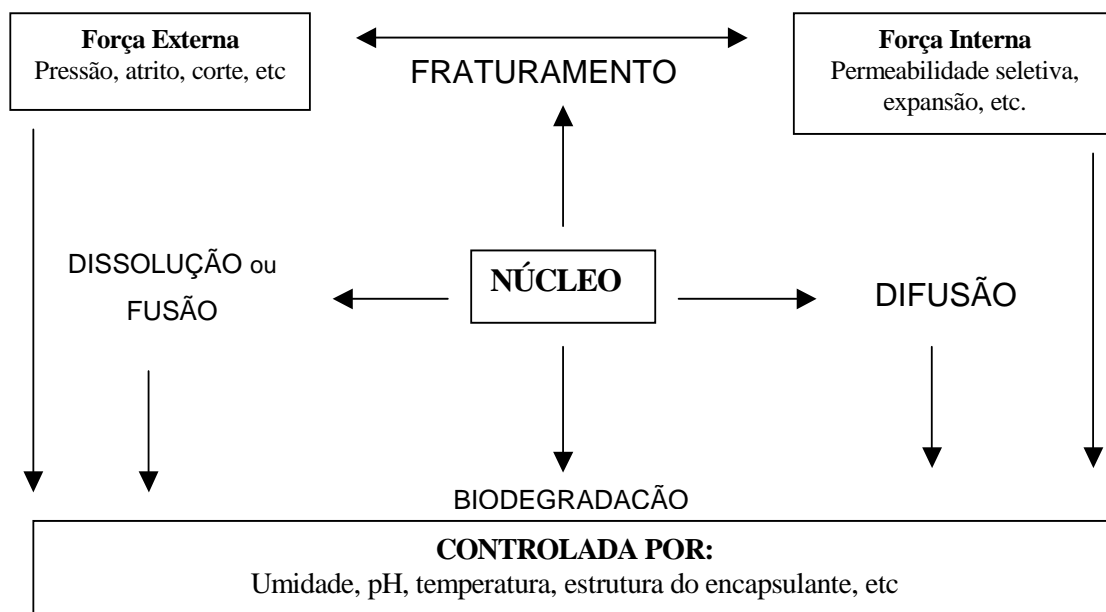 Força Externa
Pressão, atrito, corte, etc
FRATURAMENTO
Força Interna
Permeabilidade seletiva,
expansão, etc.
DISSOLUÇÃO ou
FUSÃO
NÚCLEO
DIFUSÃO
BIODEGRADACÃO
CONTROLADA POR:
Umidade, pH, temperatura, estrutura do encapsulante, etc